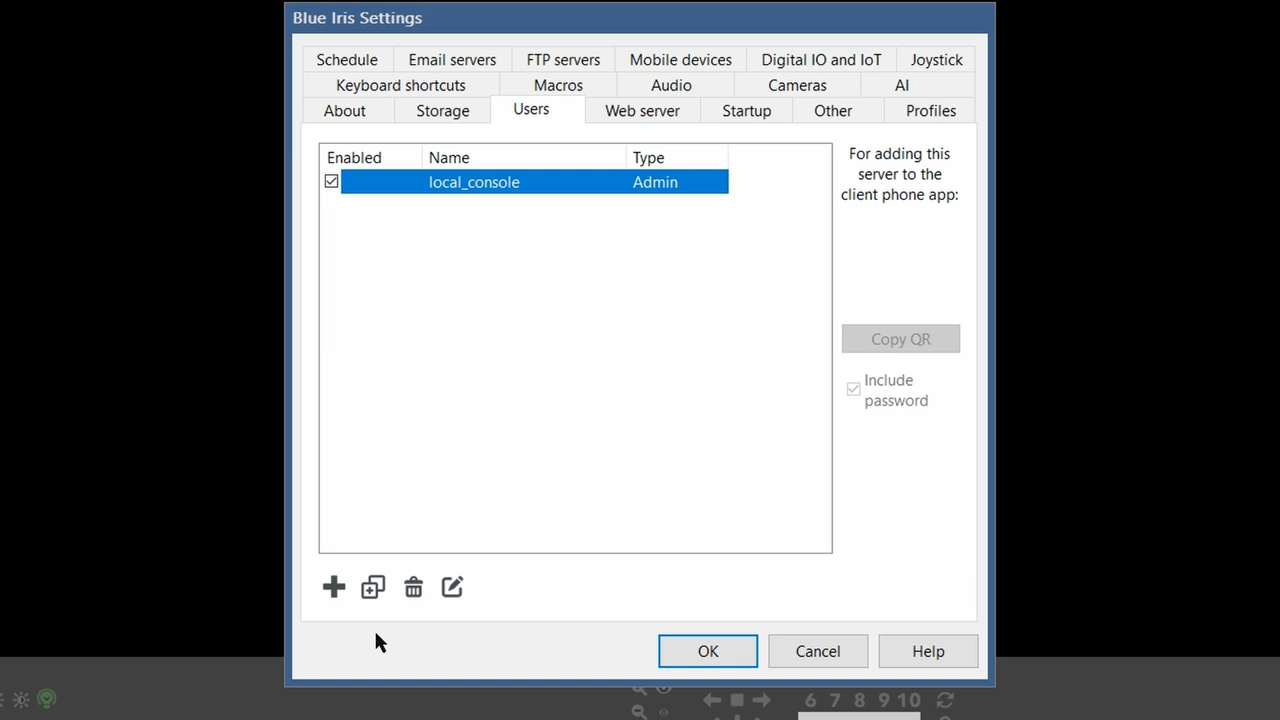 Blue Iris Settings
Schedule Email servers FTP servers Mobile devices Digital IO and IoT Joystick
Keyboard shortcuts Macros Audio Cameras AI
About Storage Users Web server Startup Other Profiles
Enabled Name Type
local_console Admin
For adding this
server to the
client phone app:
Copy QR
Include
password
OK Cancel Help
6 7 8 9 10